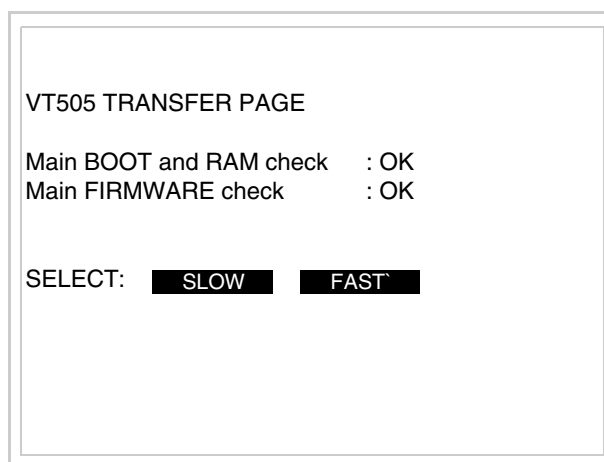 VT505 TRANSFER PAGE
Main BOOT and RAM check : OK
Main FIRMWARE check : OK
SELECT: SLOW FAST`